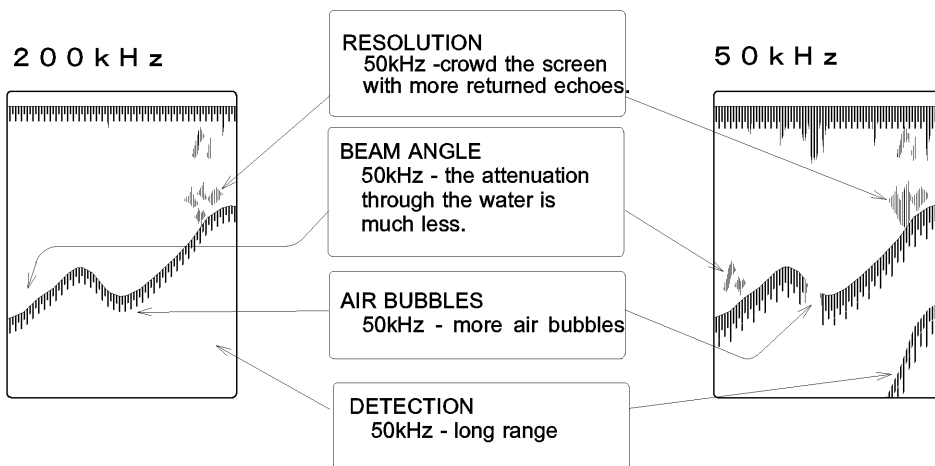 200kHz
50kHz
RESOLUTION
50kHz -crowd the screen
with more returned echoes.
BEAM ANGLE
50kHz - the attenuation
through the water is
much less.
AIR BUBBLES
50kHz - more air bubbles
DETECTION
50kHz - long range